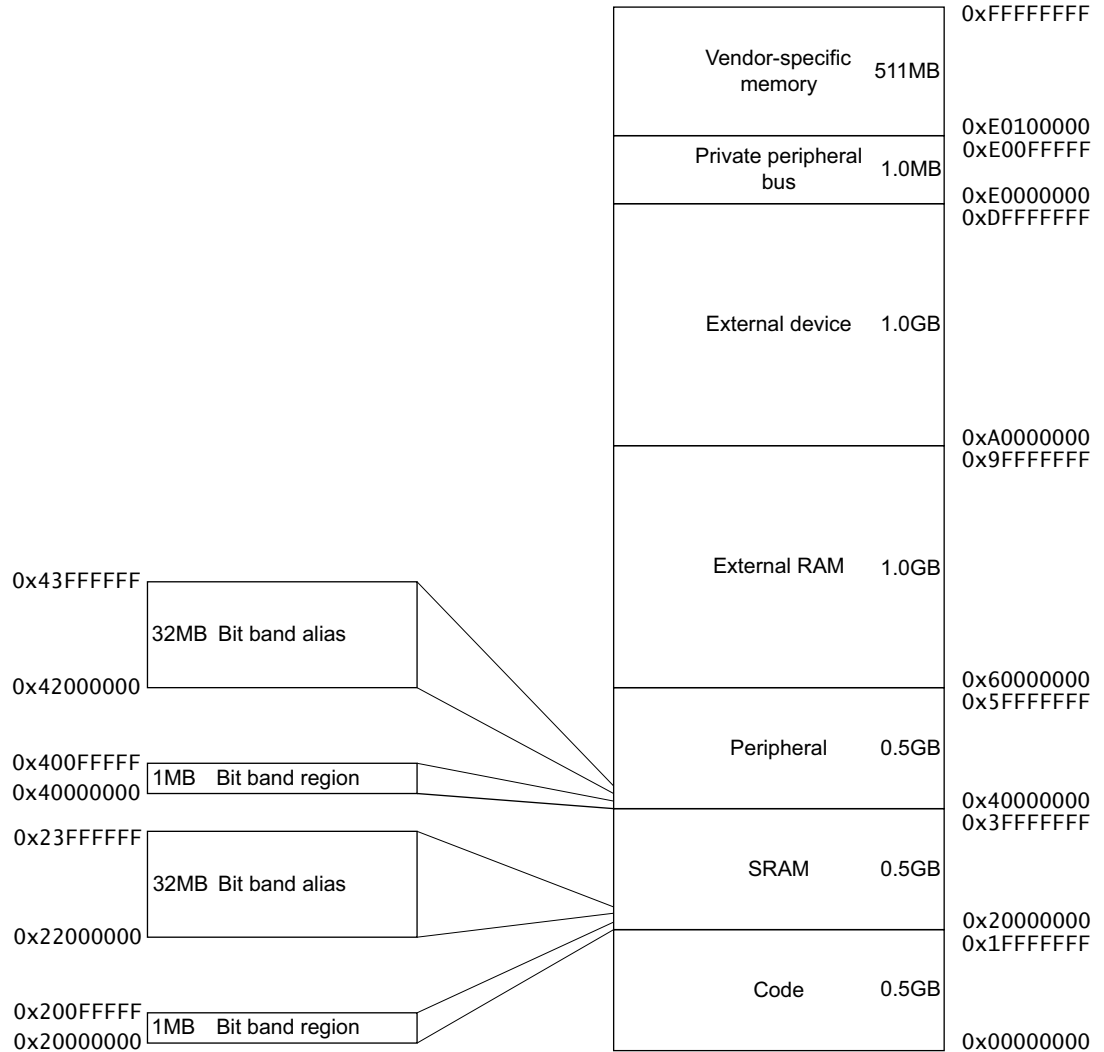 0xFFFFFFFF
Vendor-specific
memory
511MB
0xE0100000
0xE00FFFFF
Private peripheral
bus
1.0MB
0xE0000000
0xDFFFFFFF
External device 1.0GB
0xA0000000
0x9FFFFFFF
External RAM 1.0GB
0x60000000
0x5FFFFFFF
Peripheral 0.5GB
0x40000000
0x3FFFFFFF
SRAM 0.5GB
0x20000000
0x1FFFFFFF
Code 0.5GB
0x00000000
0x43FFFFFF
32MB Bit band alias
0x42000000
0x400FFFFF
1MB Bit band region
0x40000000
0x23FFFFFF
32MB Bit band alias
0x22000000
0x200FFFFF
1MB Bit band region
0x20000000